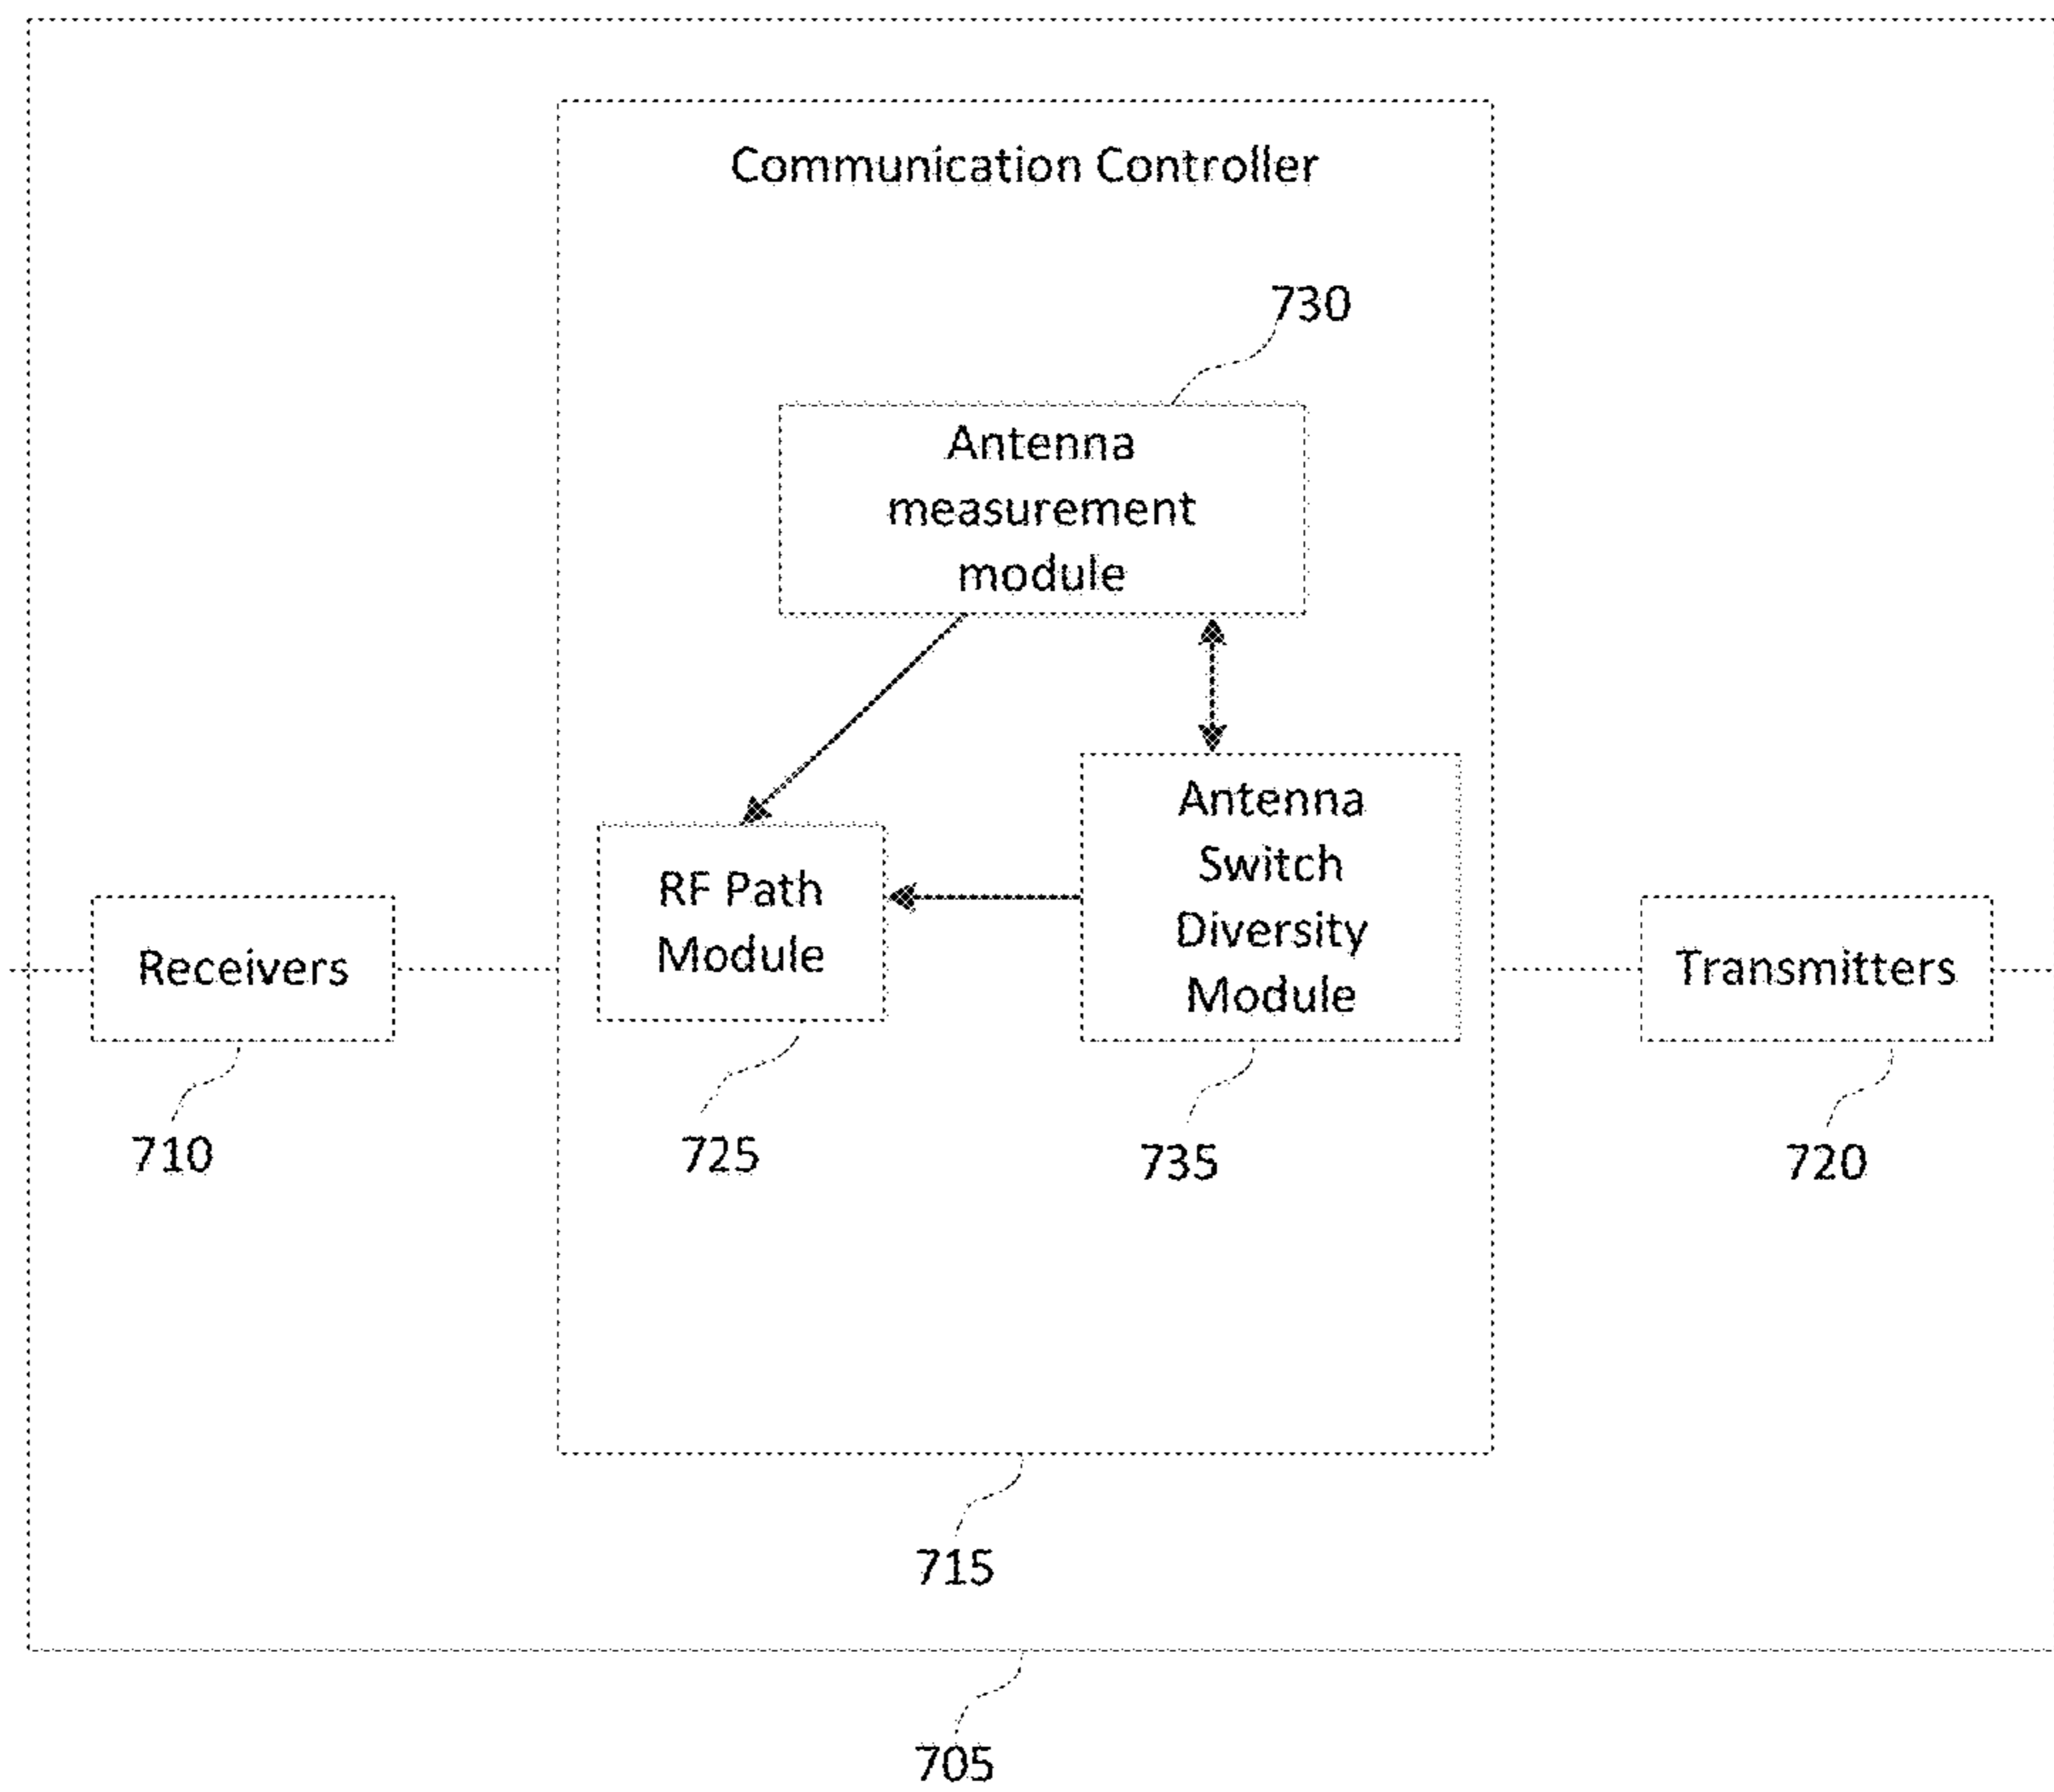 Communication Controller
730
Antenna
measurement
module
RF Path
Module
Antenna
Switch
Diversity
Module
Receivers
Transmitters
710
725
735
720
715
705